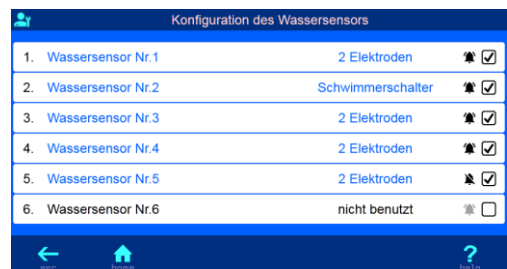 Konfiguration des Wassersensors
1. Wassersensor Nr.1 2 Elektroden
2. Wassersensor Nr.2 Schwimmerschalter
3. Wassersensor Nr.3 2 Elektroden
4. Wassersensor Nr.4 2 Elektroden
5. Wassersensor Nr.5 2 Elektroden
6. Wassersensor Nr.6 nicht benutzt
esc home ? help